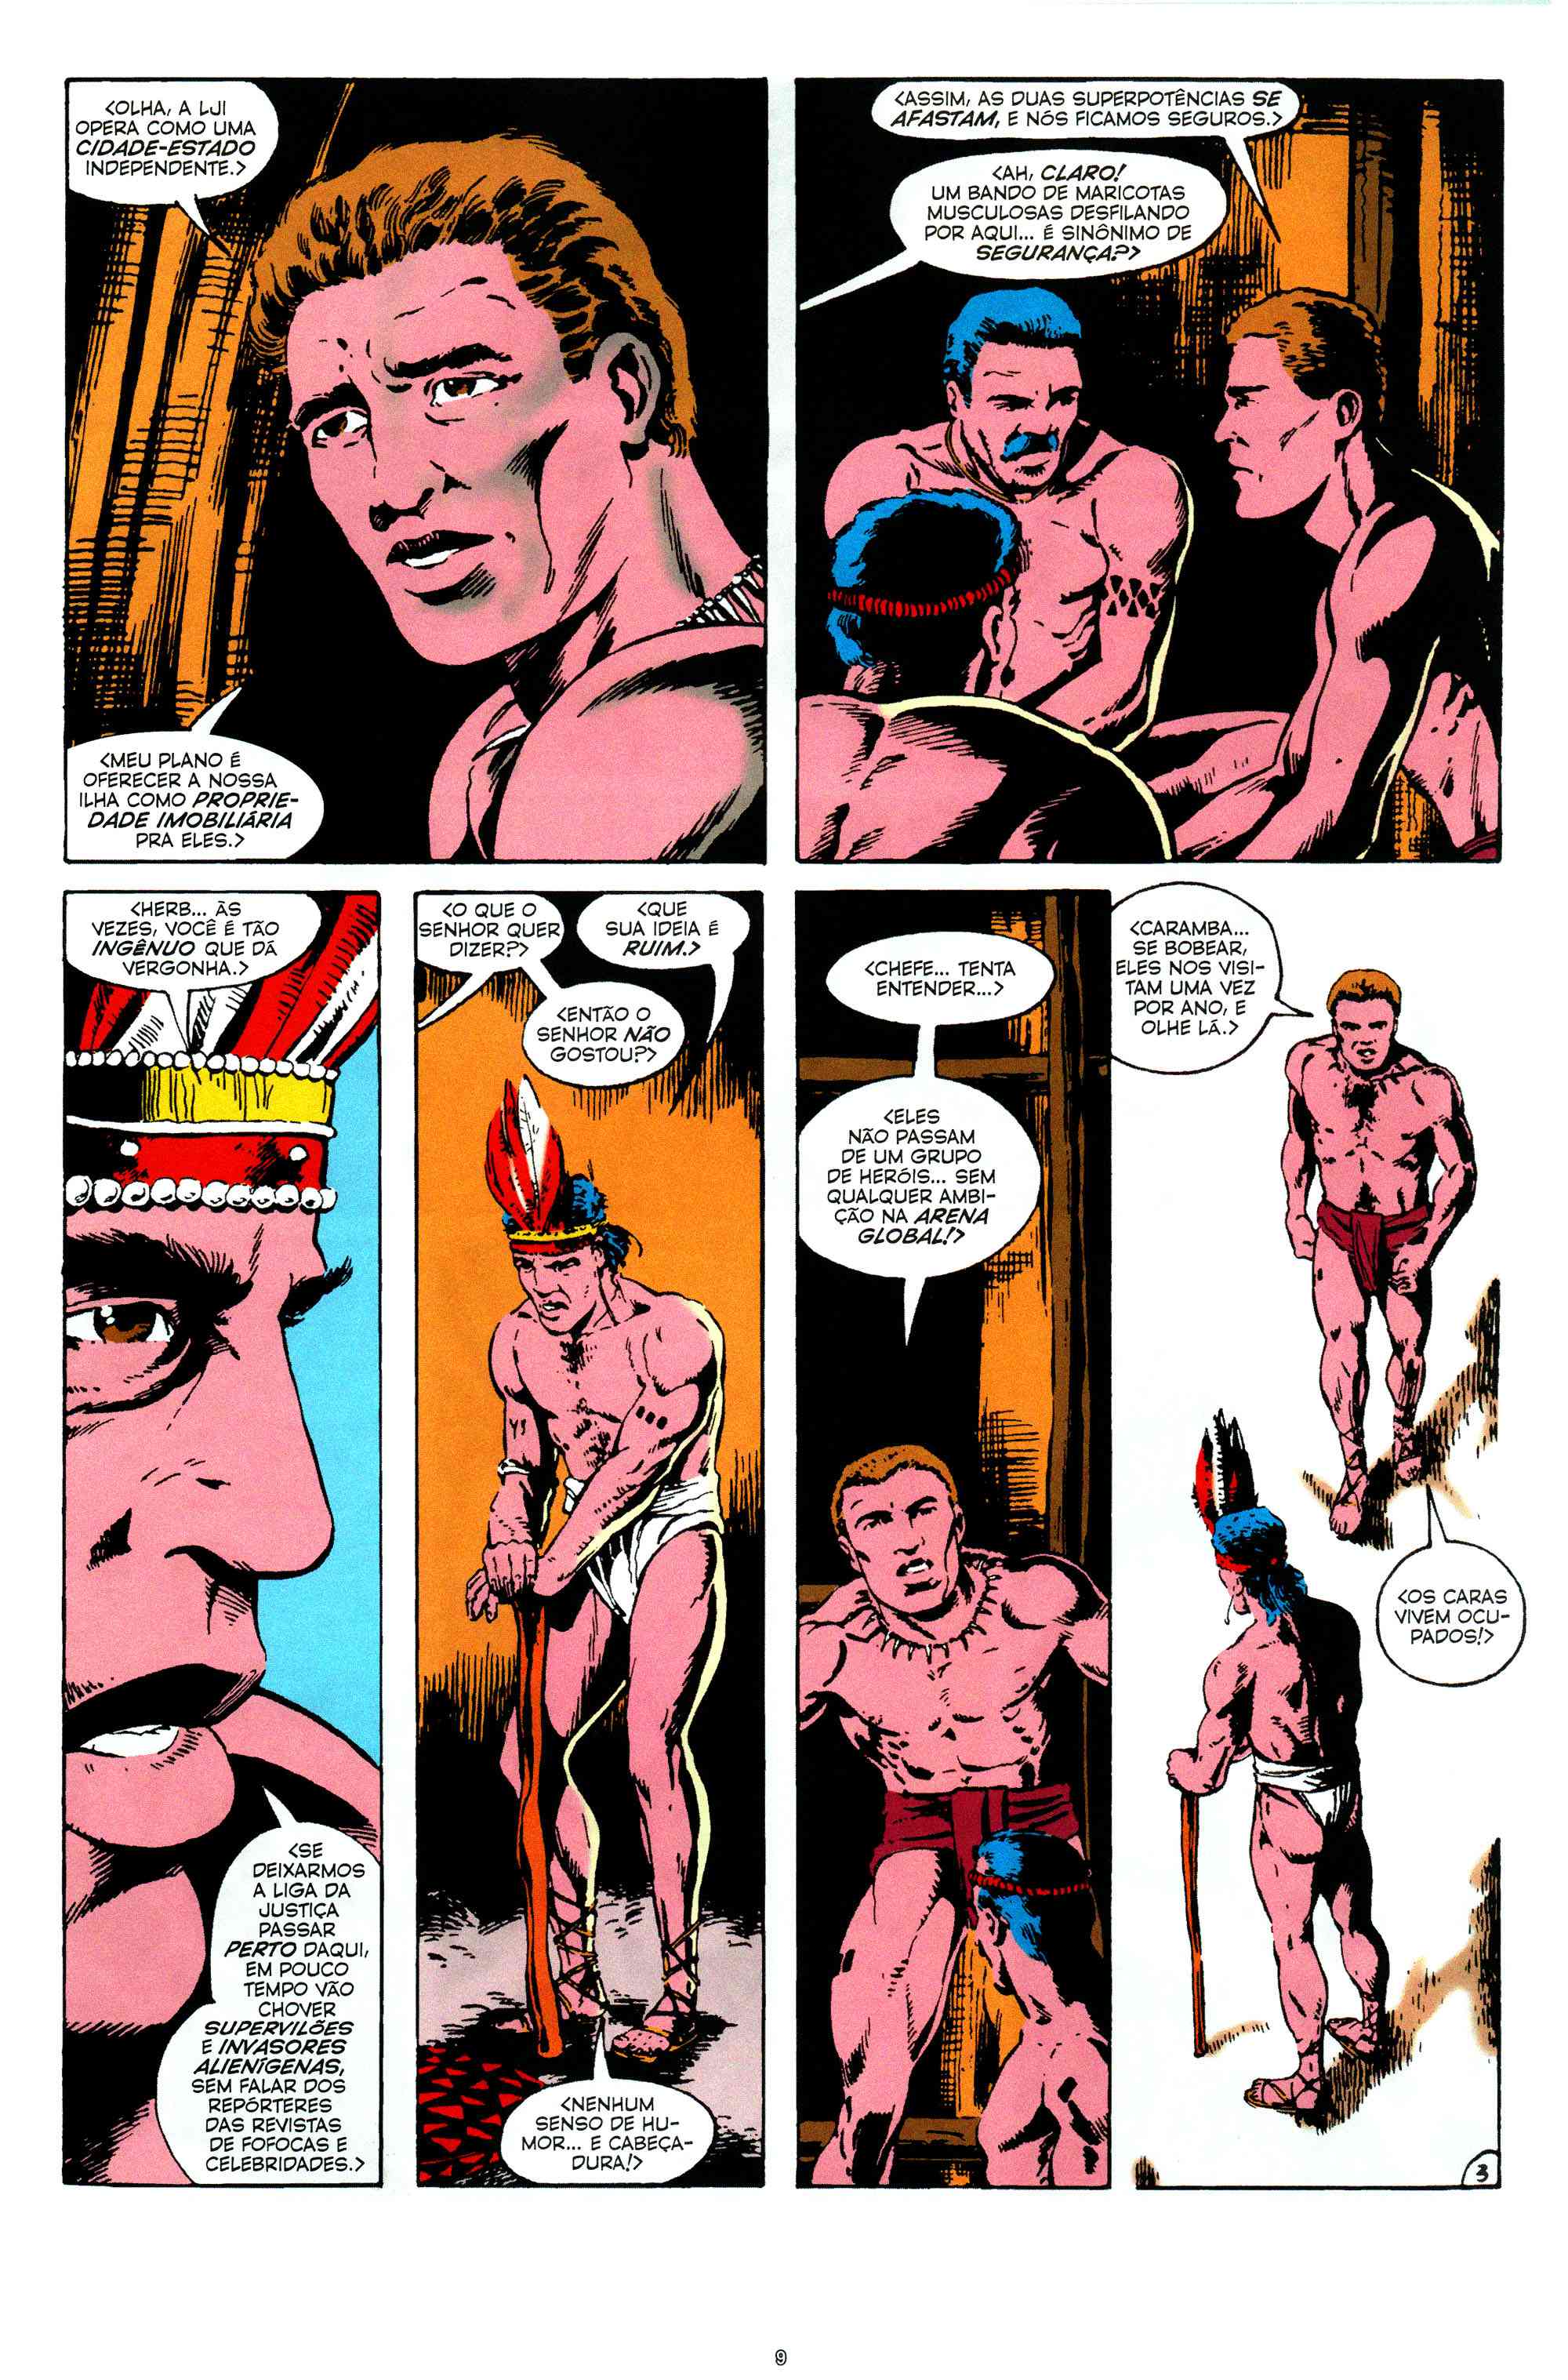 <OLHA, A LJI
OPERA COMO UMA
CIDADE-ESTADO
INDEPENDENTE.>
<MEU PLANO É
OFERECER A NOSSA
ILHA COMO PROPRIE-
DADE IMOBILIÁRIA
PRA ELES.>
<ASSIM, AS DUAS SUPERPOTÊNCIAS SE
AFASTAM, E NÓS FICAMOS SEGUROS.>
<AH, CLARO!
UM BANDO DE MARICOTAS
MUSCULOSAS DESFILANDO
POR AQUI... É SINÔNIMO DE
SEGURANÇA?>
<HERB... ÀS
VEZES, VOCÊ É TÃO
INGÊNUO QUE DÁ
VERGONHA.>
<SE
DEIXARMOS
A LIGA DA
JUSTIÇA
PASSAR
PERTO DAQUI,
EM POUCO
TEMPO VÃO
CHOVER
SUPERVILÕES
E INVASORES
ALIENÍGENAS,
SEM FALAR DOS
REPÓRTERES
DAS REVISTAS
DE FOFOCAS E
CELEBRIDADES.>
<O QUE O
SENHOR QUER
DIZER?>
<QUE
SUA IDEIA É
RUIM.>
<ENTÃO O
SENHOR NÃO
GOSTOU?>
<NENHUM
SENSO DE HU-
MOR... E CABEÇA-
DURA!>
<CHEFE... TENTA
ENTENDER...>
<ELES
NÃO PASSAM
DE UM GRUPO
DE HERÓIS... SEM
QUALQUER AMBI-
ÇÃO NA ARENA
GLOBAL!>
<CARAMBA...
SE BOBEAR,
ELES NOS VISI-
TAM UMA VEZ
POR ANO, E
OLHE LÁ.>
<OS CARAS
VIVEM OCU-
PADOS!>
3
9